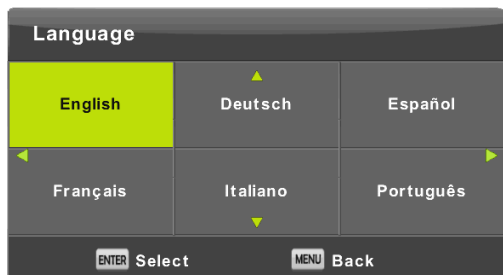 Language
English Deutsch Español
Français Italiano Português
ENTER Select MENU Back